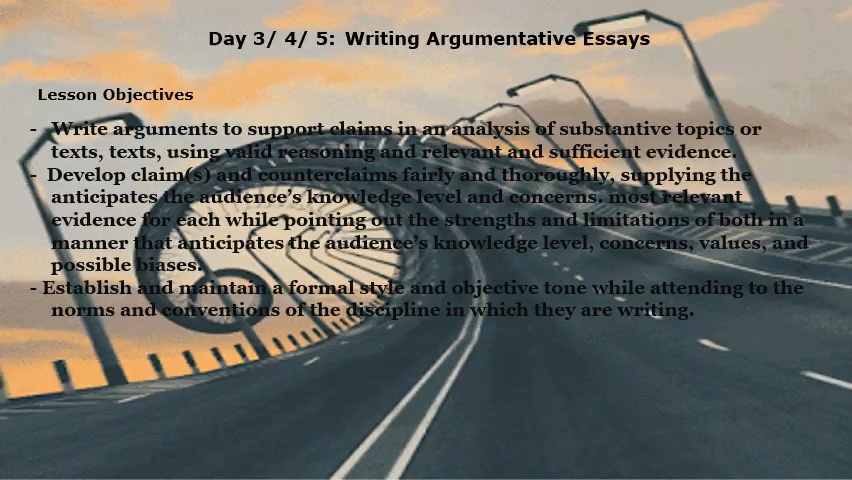 Day 3/ 4/ 5: Writing Argumentative Essays
Lesson Objectives
- Write arguments to support claims in an analysis of substantive topics or
texts, texts, using valid reasoning and relevant and sufficient evidence.
- Develop claim(s) and counterclaims fairly and thoroughly, supplying the
anticipates the audience's knowledge level and concerns. most relevant
evidence for each while pointing out the strengths and limitations of both in a
manner that anticipates the audience's knowledge level, concerns, values, and
possible biases.
- Establish and maintain a formal style and objective tone while attending to the
norms and conventions of the discipline in which they are writing.